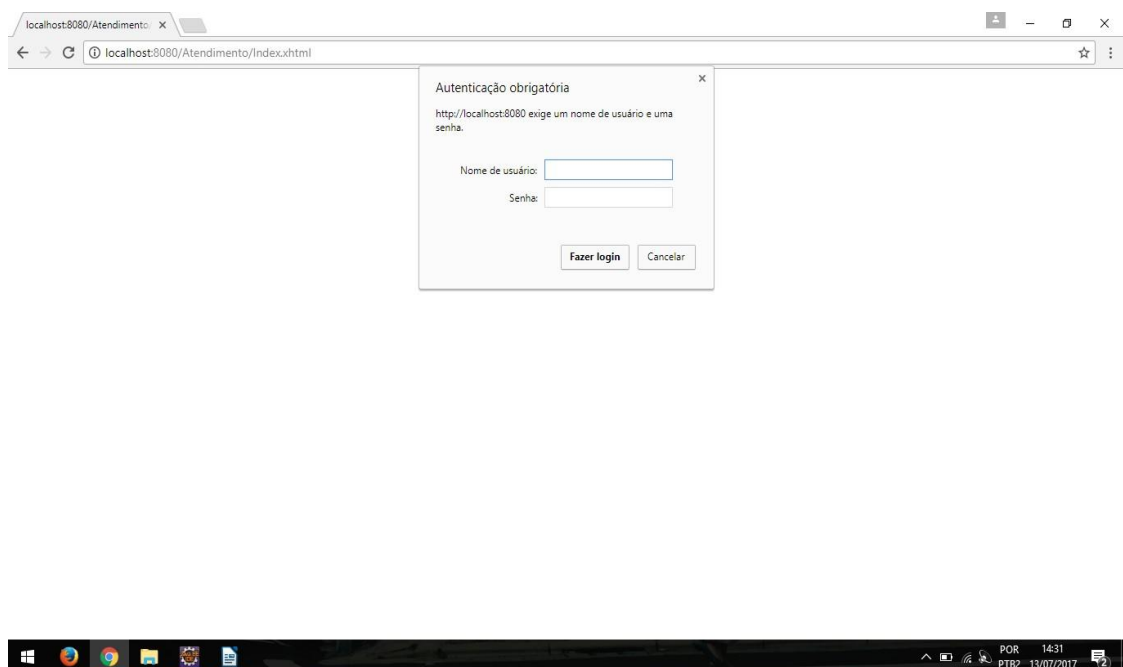 localhost:8080/Atendimento/
localhost:8080/Atendimento/Index.xhtml
Autenticação obrigatória
http://localhost:8080 exige um nome de usuário e uma
senha.
Nome de usuário:
Senha:
Fazer login
Cancelar
POR
14:31
PTB2
13/07/2017
2